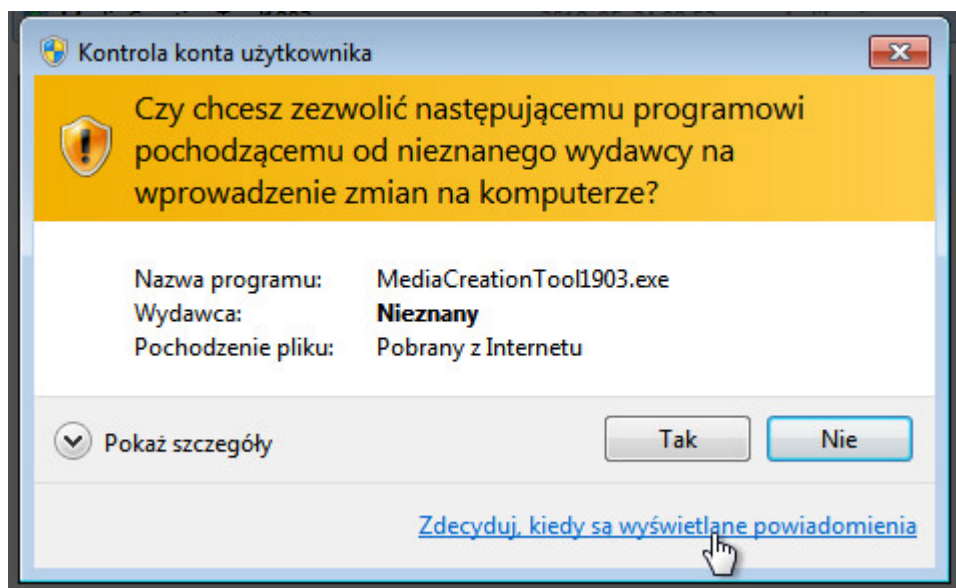 Kontrola konta użytkownika
Czy chcesz zezwolić następującemu programowi
pochodzącemu od nieznanego wydawcy na
wprowadzenie zmian na komputerze?
Nazwa programu: MediaCreationTool1903.exe
Wydawca: Nieznany
Pochodzenie pliku: Pobrany z Internetu
Pokaż szczegóły Tak Nie
Zdecyduj, kiedy są wyświetlane powiadomienia